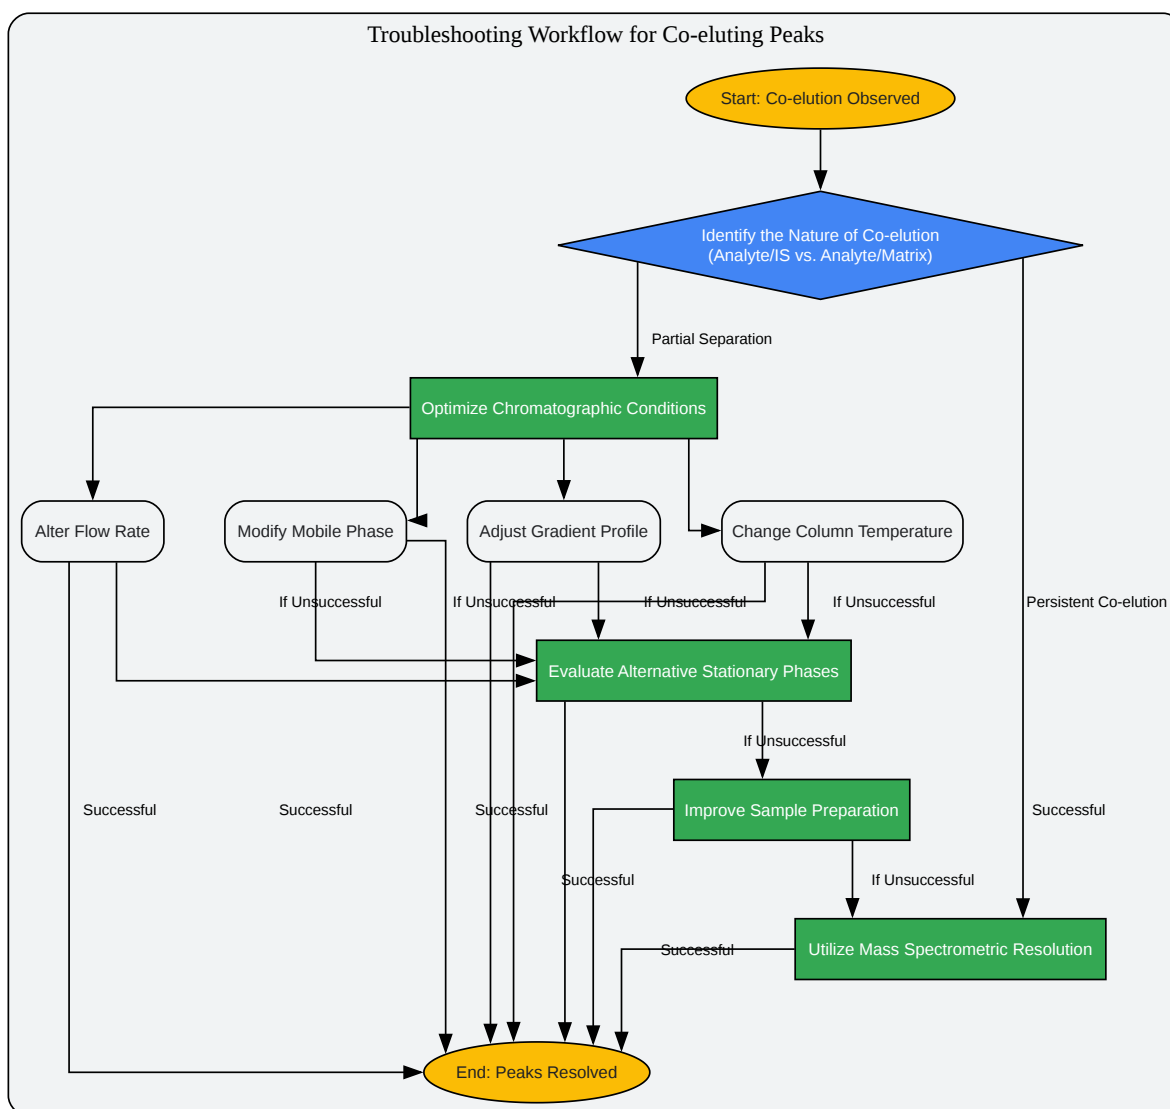 Troubleshooting Workflow for Co-eluting Peaks
Start: Co-elution Observed
Identify the Nature of Co-elution
(Analyte/IS vs. Analyte/Matrix)
Partial Separation
Optimize Chromatographic Conditions
Alter Flow Rate
Modify Mobile Phase
Adjust Gradient Profile
Change Column Temperature
If Unsuccessful
If Unsuccessful
If Unsuccessful
If Unsuccessful
Persistent Co-elution
Evaluate Alternative Stationary Phases
If Unsuccessful
Successful
Successful
Successful
Improve Sample Preparation
Successful
Successful
If Unsuccessful
Successful
Utilize Mass Spectrometric Resolution
End: Peaks Resolved